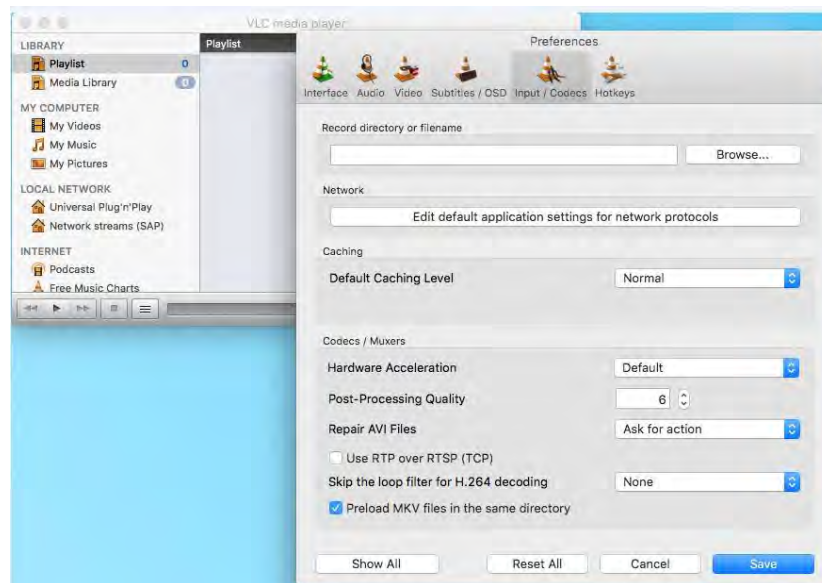 VLC media player
LIBRARY
Playlist 0
Media Library 0
MY COMPUTER
My Videos
My Music
My Pictures
LOCAL NETWORK
Universal Plug'n'Play
Network streams (SAP)
INTERNET
Podcasts
Free Music Charts
Playlist
Preferences
Interface Audio Video Subtitles / OSD Input / Codecs Hotkeys
Record directory or filename
Browse...
Network
Edit default application settings for network protocols
Caching
Default Caching Level Normal
Codecs / Muxers
Hardware Acceleration Default
Post-Processing Quality 6
Repair AVI Files Ask for action
Use RTP over RTSP (TCP)
Skip the loop filter for H.264 decoding None
Preload MKV files in the same directory
Show All Reset All Cancel Save